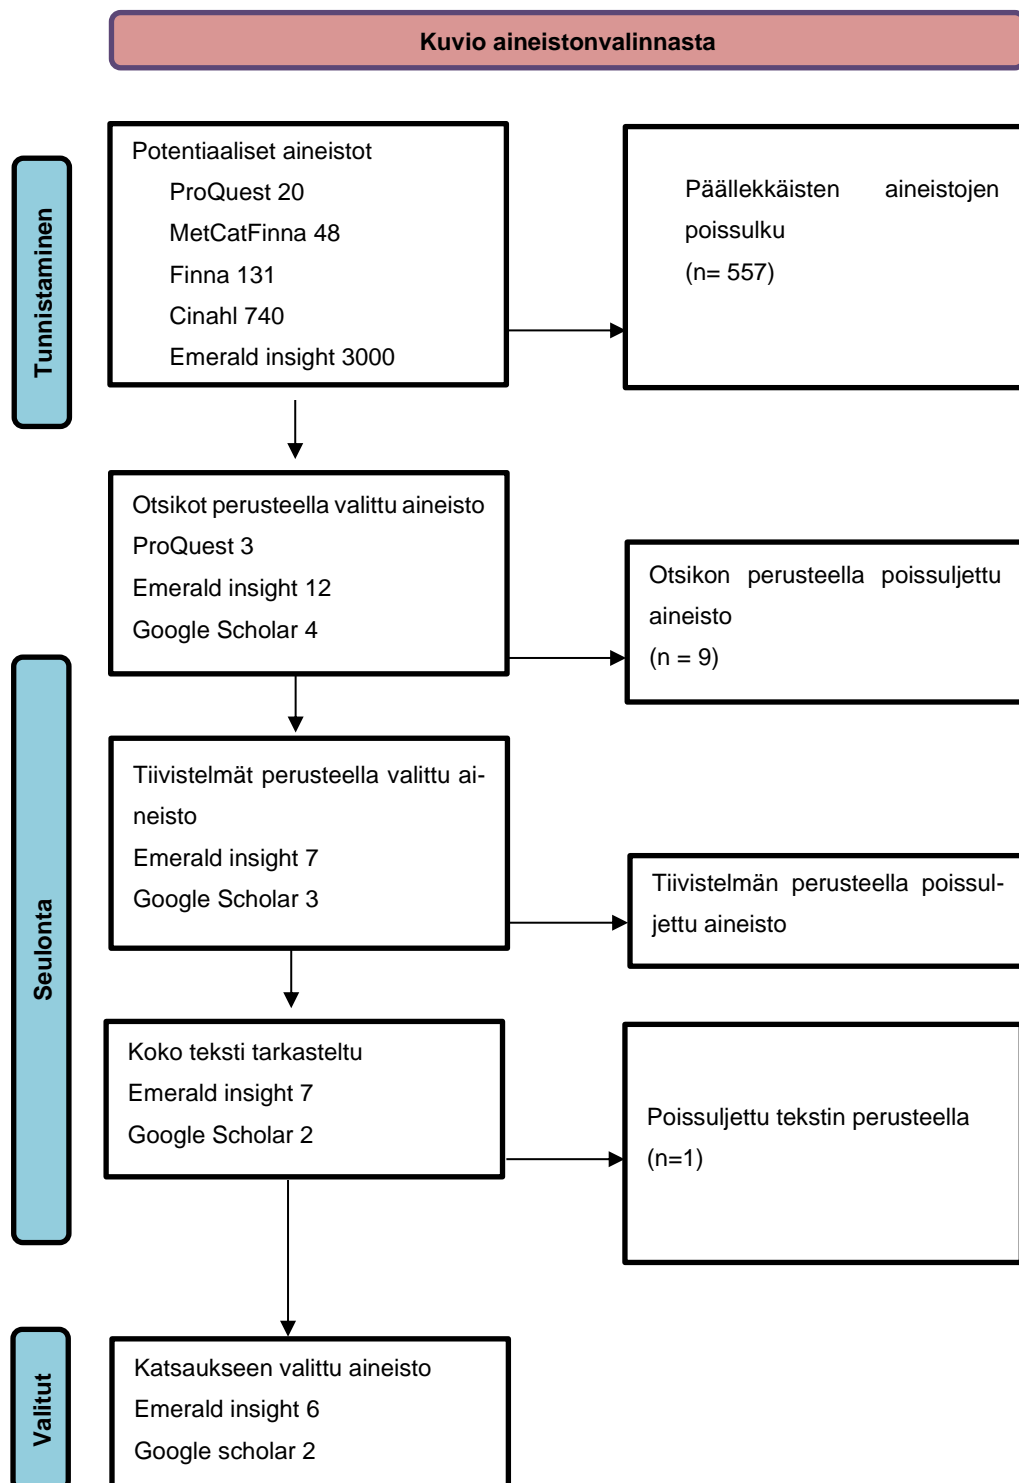 Kuvio aineistonvalinnasta
Tunnistaminen
Potentiaaliset aineistot
ProQuest 20
MetCatFinna 48
Finna 131
Cinahl 740
Emerald insight 3000
Päällekkäisten aineistojen
poissulku
(n= 557)
Otsikot perusteella valittu aineisto
ProQuest 3
Emerald insight 12
Google Scholar 4
Otsikon perusteella poissuljettu
aineisto
(n = 9)
Seulonta
Tiivistelmät perusteella valittu ai-
neisto
Emerald insight 7
Google Scholar 3
Tiivistelmän perusteella poissul-
jettu aineisto
Koko teksti tarkasteltu
Emerald insight 7
Google Scholar 2
Poissuljettu tekstin perusteella
(n=1)
Valitut
Katsaukseen valittu aineisto
Emerald insight 6
Google scholar 2